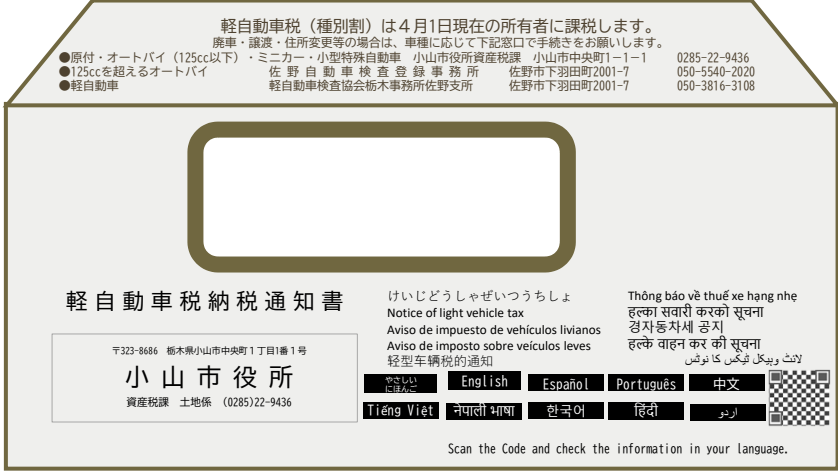 軽自動車税（種別割）は４月1日現在の所有者に課税します。
廃車・譲渡・住所変更等の場合は、車種に応じて下記窓口で手続きをお願いします。
●原付・オートバイ（125cc以下）・ミニカー・小型特殊自動車　小山市役所資産税課　小山市中央町１－１－１　0285-22-9436
●125ccを超えるオートバイ　佐野自動車検査登録事務所　佐野市下羽田町2001-7　050-5540-2020
●軽自動車　軽自動車検査協会栃木事務所佐野支所　佐野市下羽田町2001-7　050-3816-3108
軽自動車税納税通知書
〒323-8686　栃木県小山市中央町１丁目1番１号
小山市役所
資産税課　土地係　(0285)22-9436
けいじどうしゃぜいつうちしょ
Notice of light vehicle tax
Aviso de impuesto de vehículos livianos
Aviso de imposto sobre veículos leves
轻型车辆税的通知
Thông báo về thuế xe hạng nhẹ
हल्का सवारी करको सूचना
경자동차세 공지
हल्के वाहन कर की सूचना
لائٹ وہیکل ٹیکس کا نوٹس
やさしい
にほんご
English
Español
Português
中文
Tiếng Việt
नेपाली भाषा
한국어
हिंदी
اردو
Scan the Code and check the information in your language.